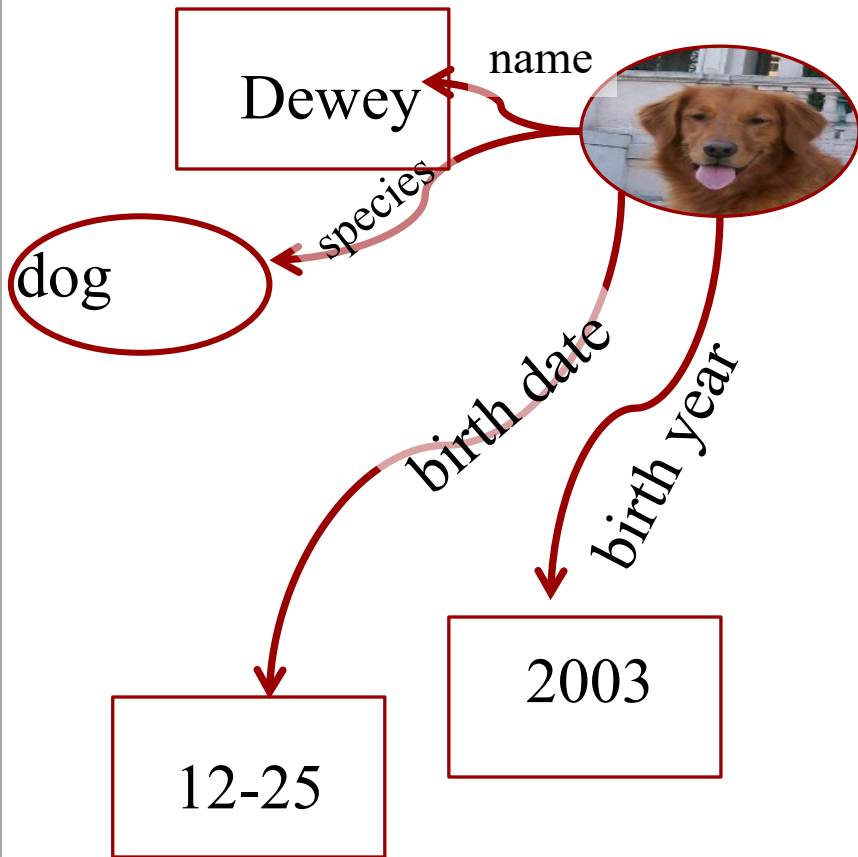 name
Dewey
species
dog
birth date
birth year
2003
12-25